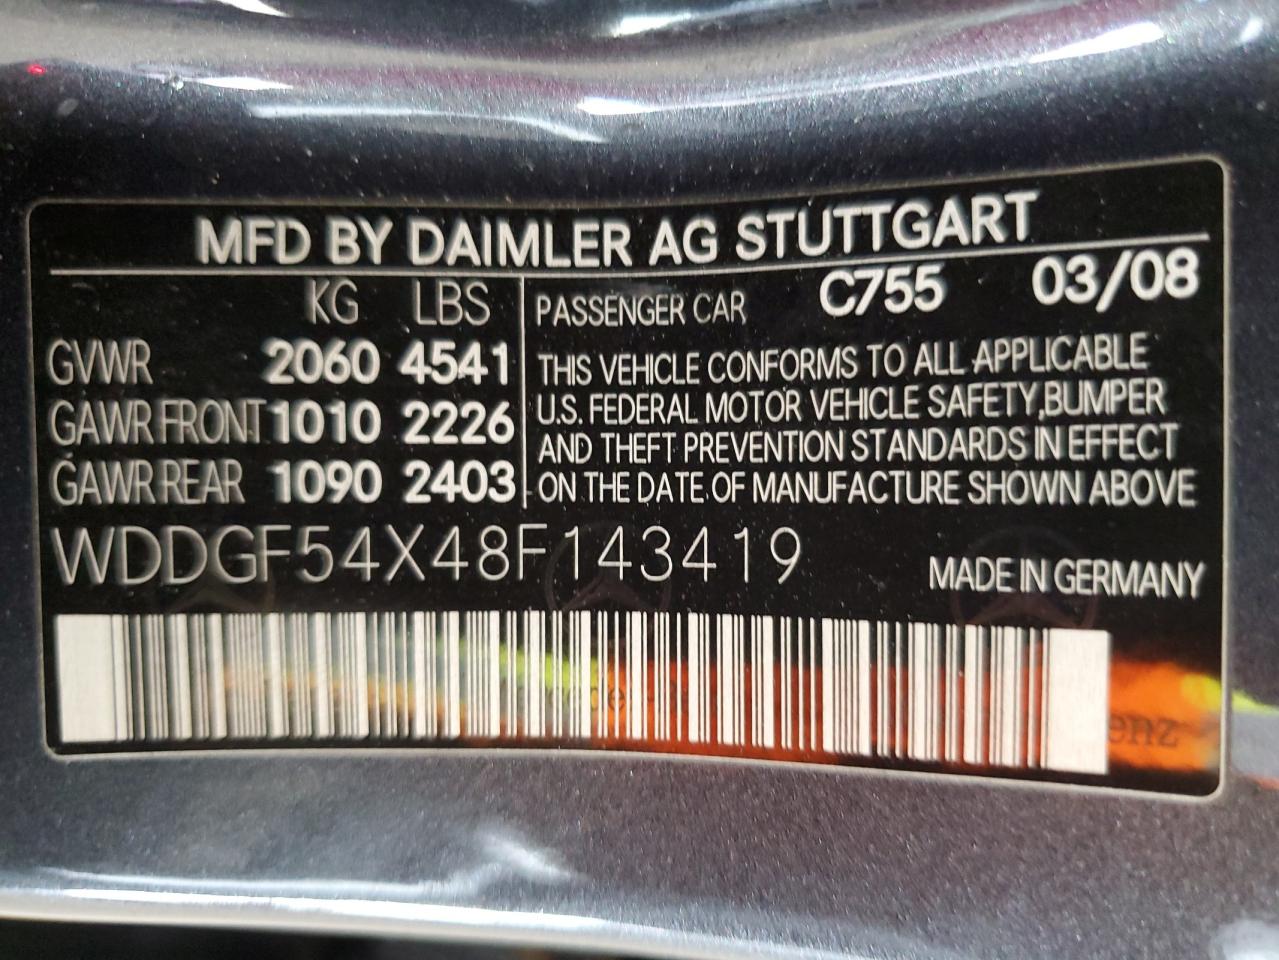 MFD BY DAIMLER AG STUTTGART
KG LBS
GVWR 2060 4541
GAWR FRONT 1010 2226
GAWR REAR 1090 2403
PASSENGER CAR C755 03/08
THIS VEHICLE CONFORMS TO ALL APPLICABLE
U.S. FEDERAL MOTOR VEHICLE SAFETY, BUMPER
AND THEFT PREVENTION STANDARDS IN EFFECT
ON THE DATE OF MANUFACTURE SHOWN ABOVE
WDDGF54X48F143419
MADE IN GERMANY